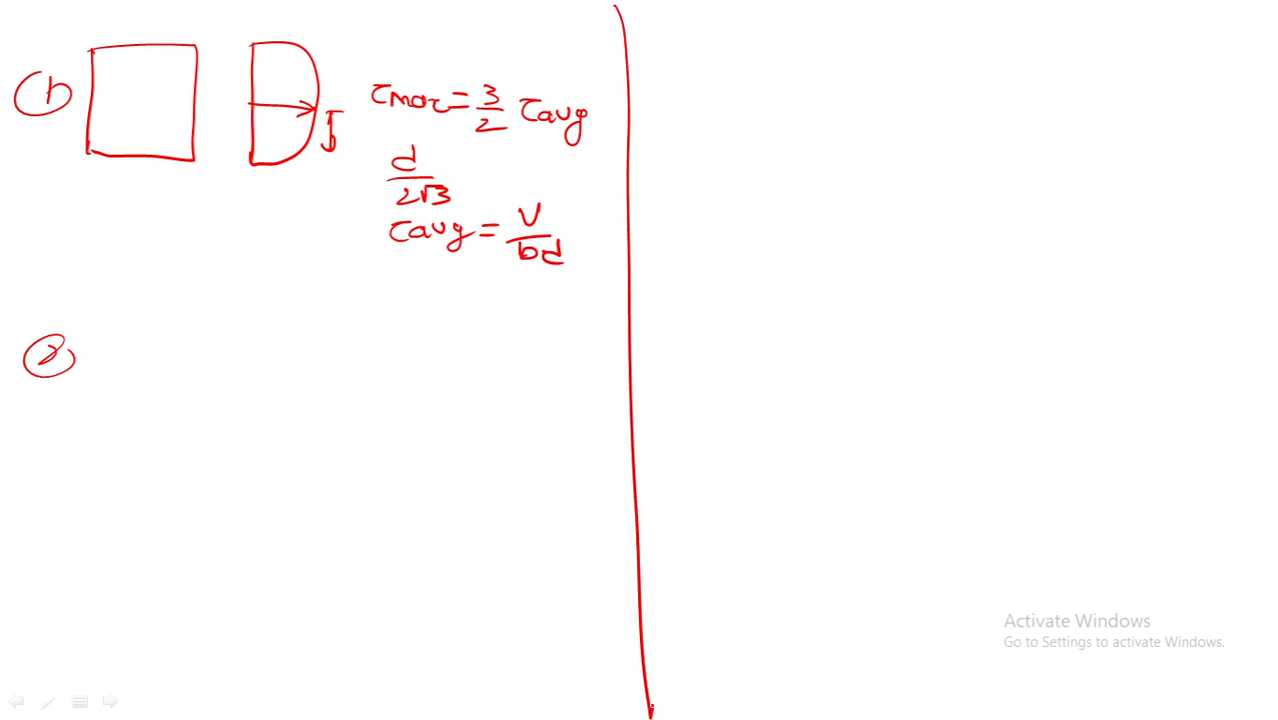 1
τmax = 3/2 τavg
d/2√3
τavg = V/bd
2
Activate Windows
Go to Settings to activate Windows.